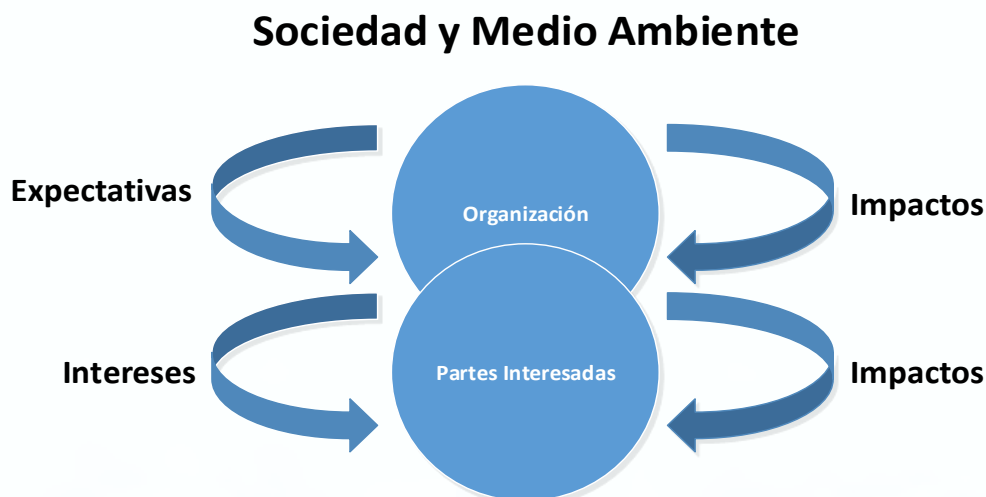 Sociedad y Medio Ambiente
Expectativas
Organización
Impactos
Intereses
Partes Interesadas
Impactos